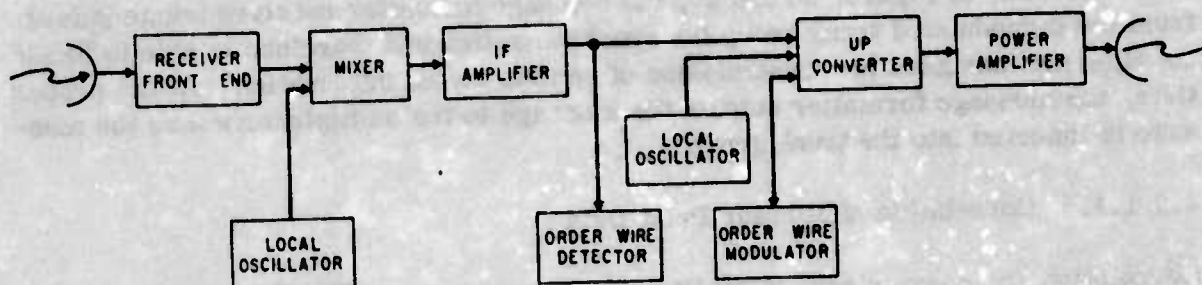 RECEIVER
FRONT END
MIXER
IF
AMPLIFIER
UP
CONVERTER
POWER
AMPLIFIER
LOCAL
OSCILLATOR
LOCAL
OSCILLATOR
ORDER WIRE
DETECTOR
ORDER WIRE
MODULATOR